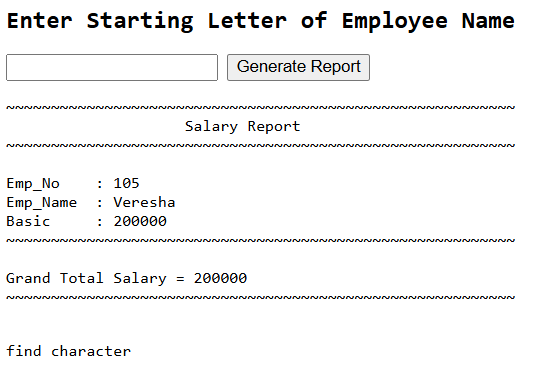 Enter Starting Letter of Employee Name
Generate Report
~~~~~~~~~~~~~~~~~~~~~~~~~~~~~~~~~~~~~~~~~~~~~~~~~~~~~~~~~
Salary Report
~~~~~~~~~~~~~~~~~~~~~~~~~~~~~~~~~~~~~~~~~~~~~~~~~~~~~~~~~
Emp_No    : 105
Emp_Name  : Veresha
Basic     : 200000
~~~~~~~~~~~~~~~~~~~~~~~~~~~~~~~~~~~~~~~~~~~~~~~~~~~~~~~~~
Grand Total Salary = 200000
~~~~~~~~~~~~~~~~~~~~~~~~~~~~~~~~~~~~~~~~~~~~~~~~~~~~~~~~~
find character